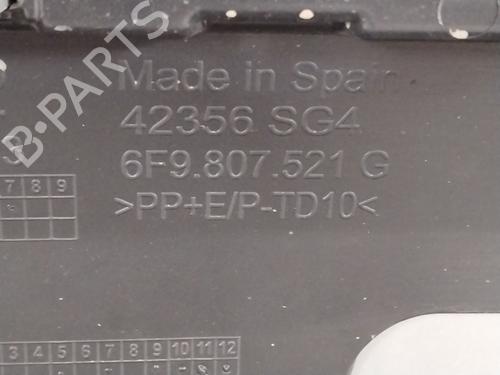 B-PARTS
Made in Spain
42356 SG4
6F9.807.521 G
>PP+E/P-TD10<
7 8 9
3 4 5 6 7 8 9 10 11 12